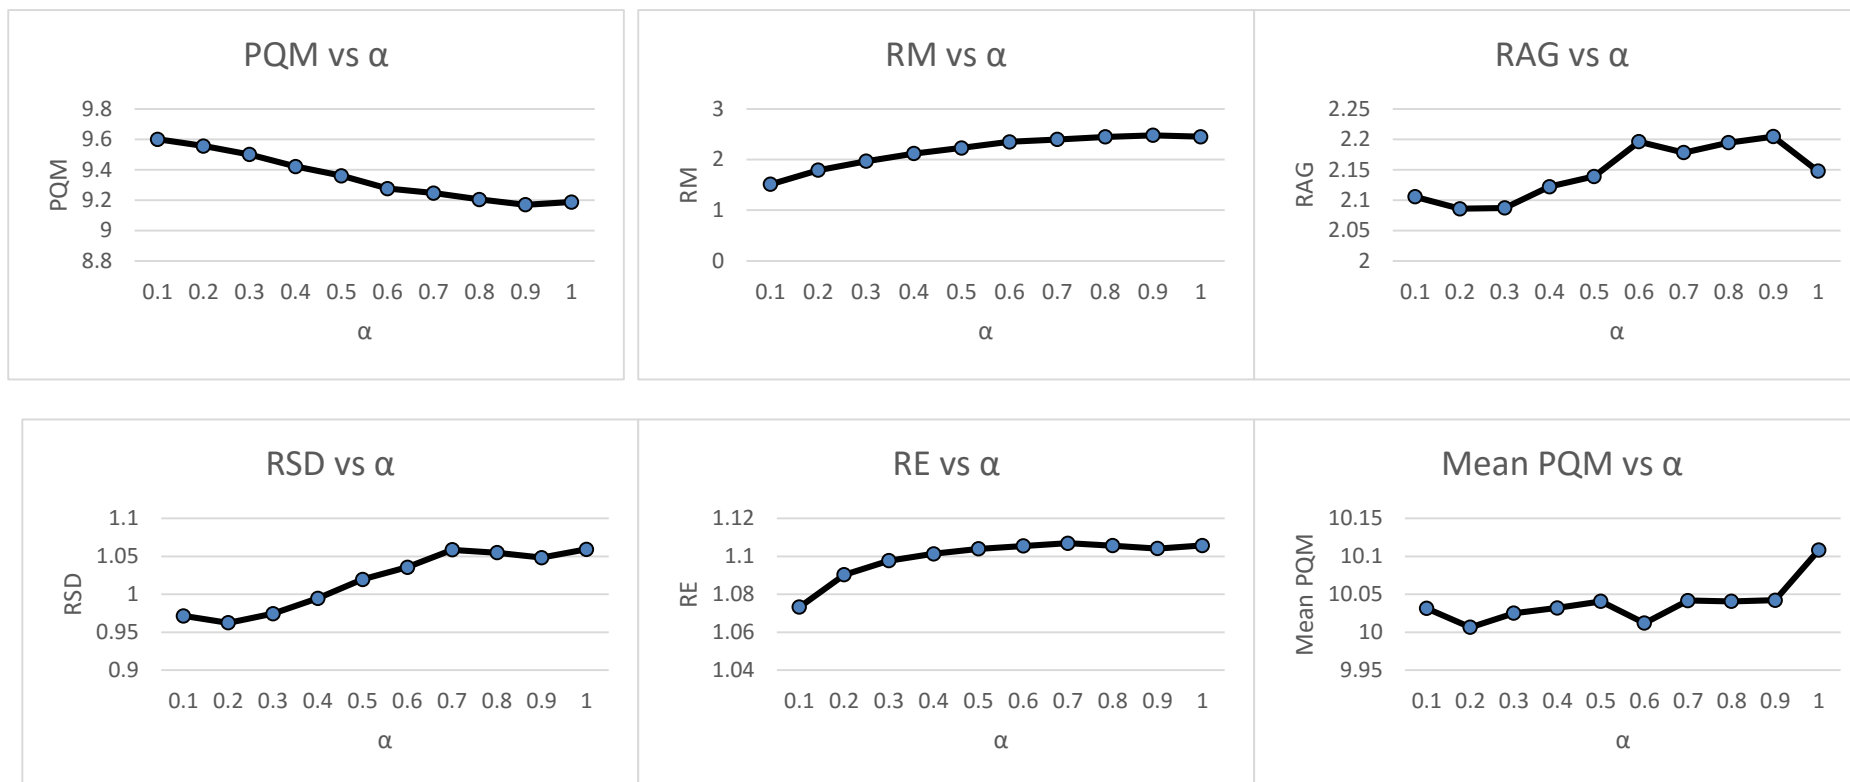 PQM vs α
PQM
9.8
9.6
9.4
9.2
9
8.8
0.1 0.2 0.3 0.4 0.5 0.6 0.7 0.8 0.9 1
α
RM vs α
RM
3
2
1
0
0.1 0.2 0.3 0.4 0.5 0.6 0.7 0.8 0.9 1
α
RAG vs α
RAG
2.25
2.2
2.15
2.1
2.05
2
0.1 0.2 0.3 0.4 0.5 0.6 0.7 0.8 0.9 1
α
RSD vs α
RSD
1.1
1.05
1
0.95
0.9
0.1 0.2 0.3 0.4 0.5 0.6 0.7 0.8 0.9 1
α
RE vs α
RE
1.12
1.1
1.08
1.06
1.04
0.1 0.2 0.3 0.4 0.5 0.6 0.7 0.8 0.9 1
α
Mean PQM vs α
Mean PQM
10.15
10.1
10.05
10
9.95
0.1 0.2 0.3 0.4 0.5 0.6 0.7 0.8 0.9 1
α